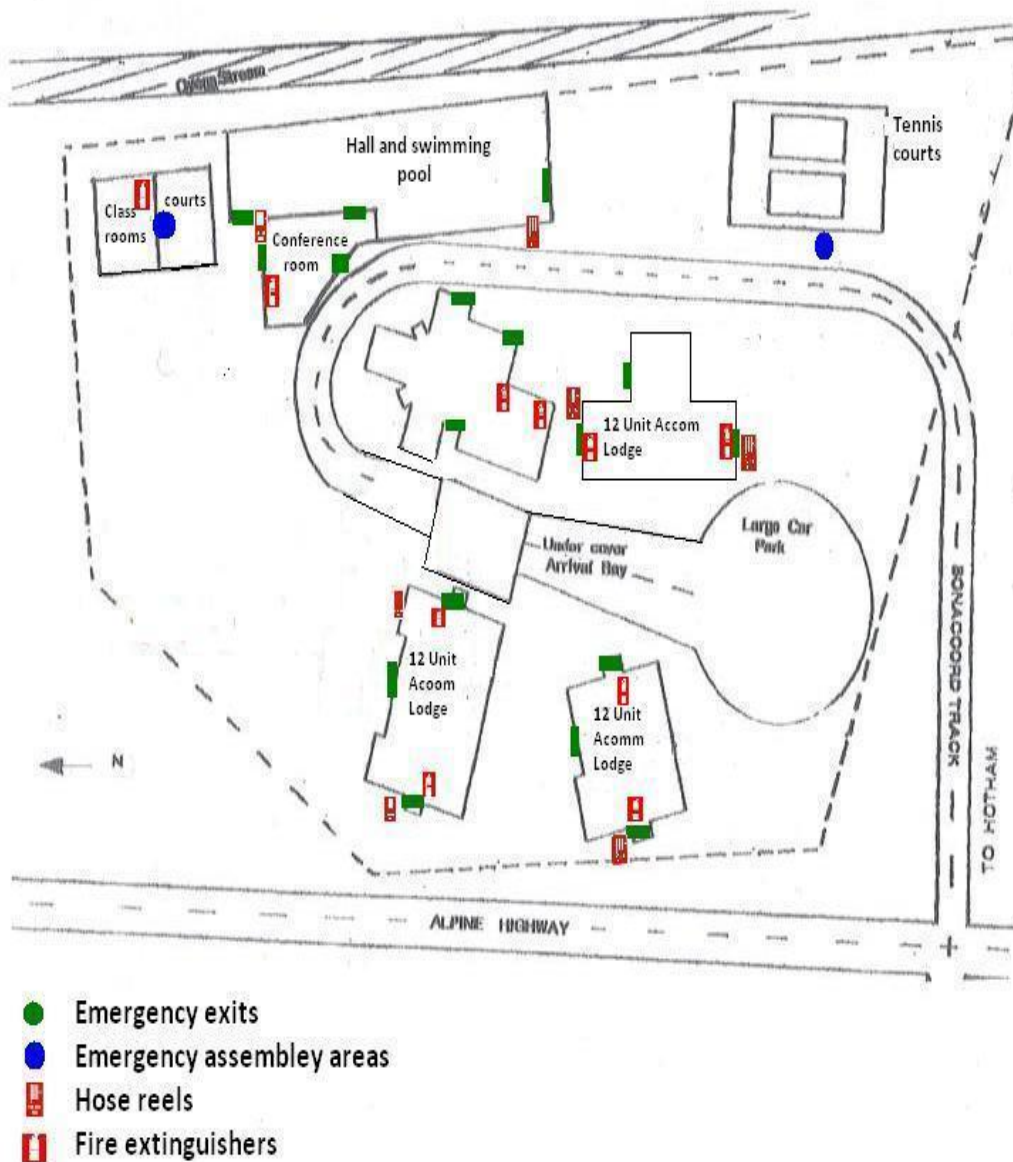 Hall and swimming
pool
Tennis
courts
Class
rooms
courts
Conference
room
12 Unit Accom
Lodge
Large Car
Park
Under cover
Arrival Bay
12 Unit
Acoom
Lodge
12 Unit
Acomm
Lodge
N
BONACCORD TRACK
TO HOTHAM
ALPINE HIGHWAY
Emergency exits
Emergency assembley areas
Hose reels
Fire extinguishers